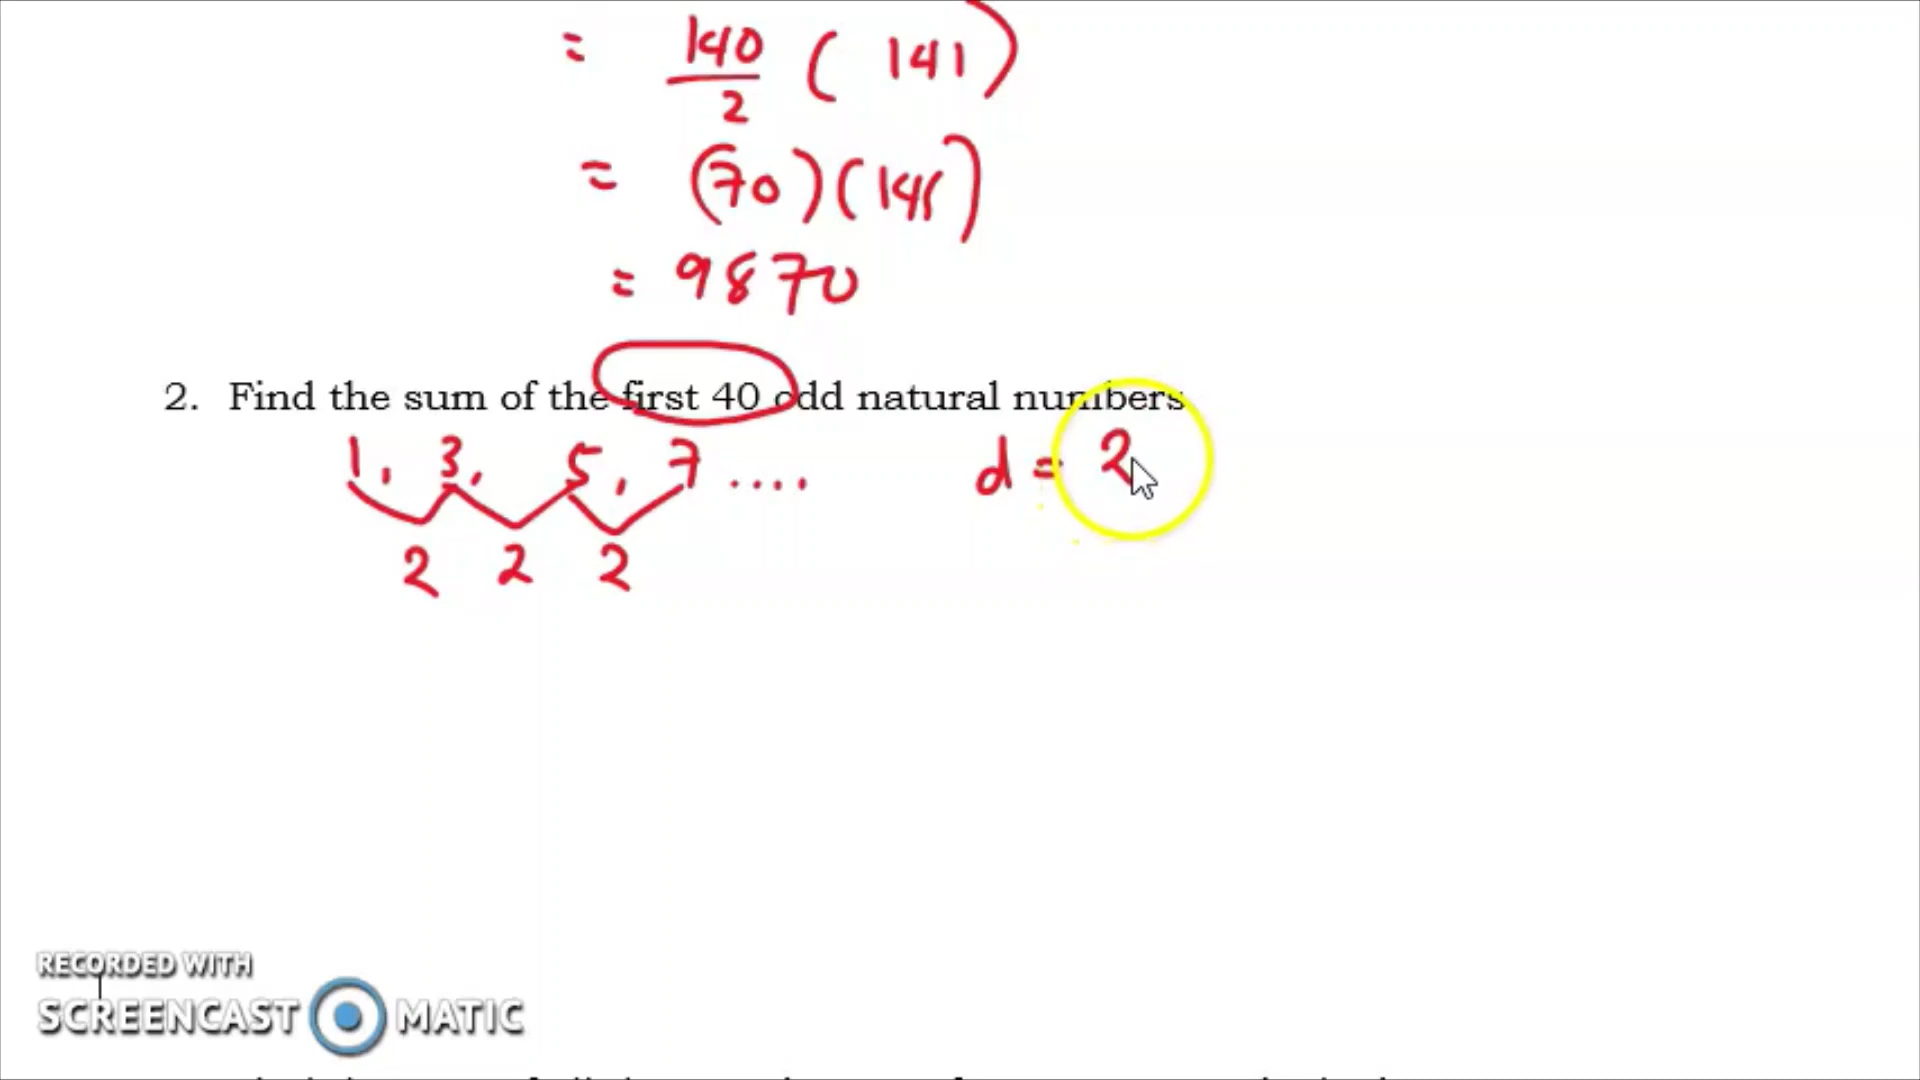 = 140/2 (141)
= (70)(141)
= 9870
2. Find the sum of the first 40 odd natural numbers
1, 3, 5, 7 ....
d = 2
2 2 2
RECORDED WITH
SCREENCAST MATIC